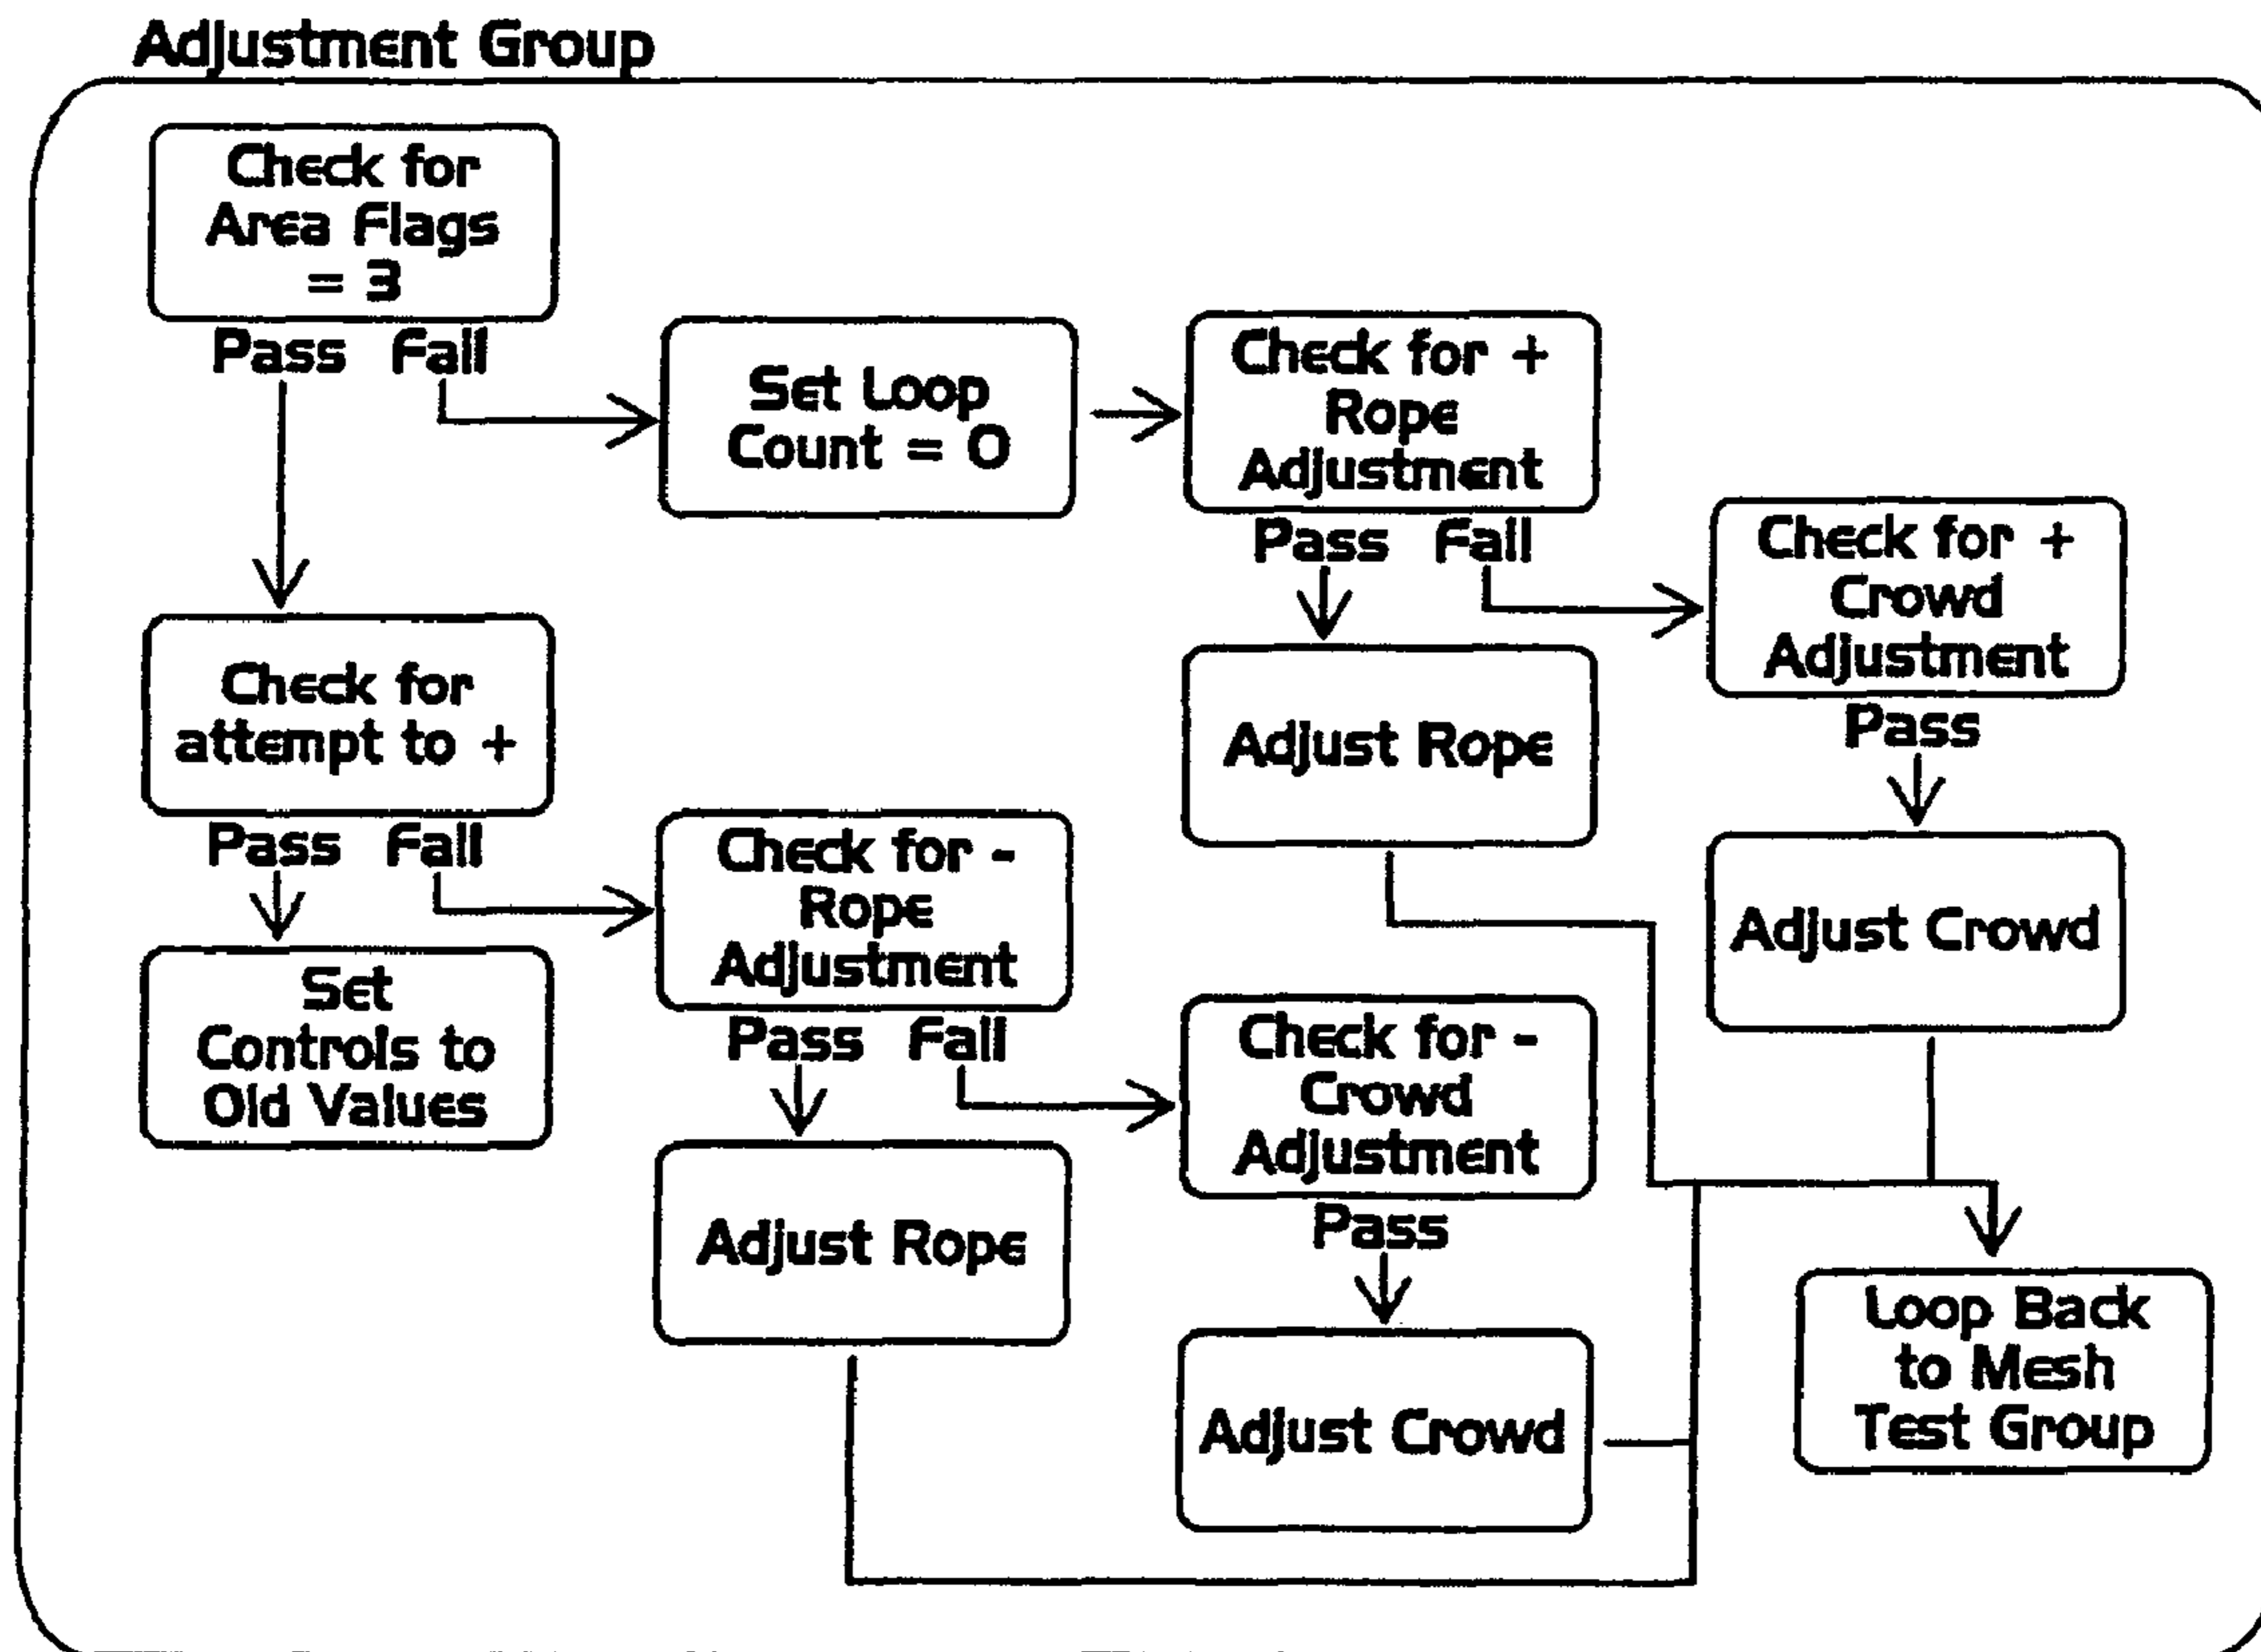 Adjustment Group
Check for
Area Flags
= 3
Pass Fail
Set Loop
Count = 0
Check for +
Rope
Adjustment
Pass Fail
Check for +
Crowd
Adjustment
Pass
Adjust Rope
Adjust Crowd
Check for
attempt to +
Pass Fail
Set
Controls to
Old Values
Check for -
Rope
Adjustment
Pass Fail
Adjust Rope
Check for -
Crowd
Adjustment
Pass
Adjust Crowd
Loop Back
to Mesh
Test Group